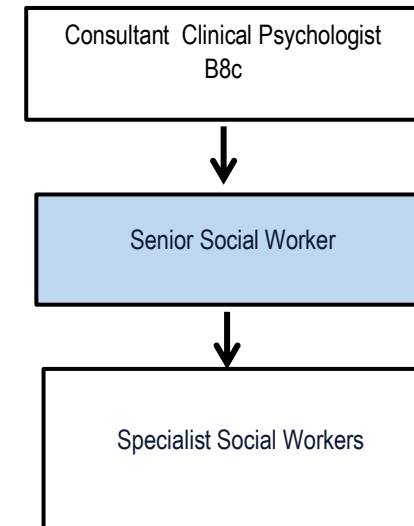 Consultant Clinical Psychologist
B8c
Senior Social Worker
Specialist Social Workers